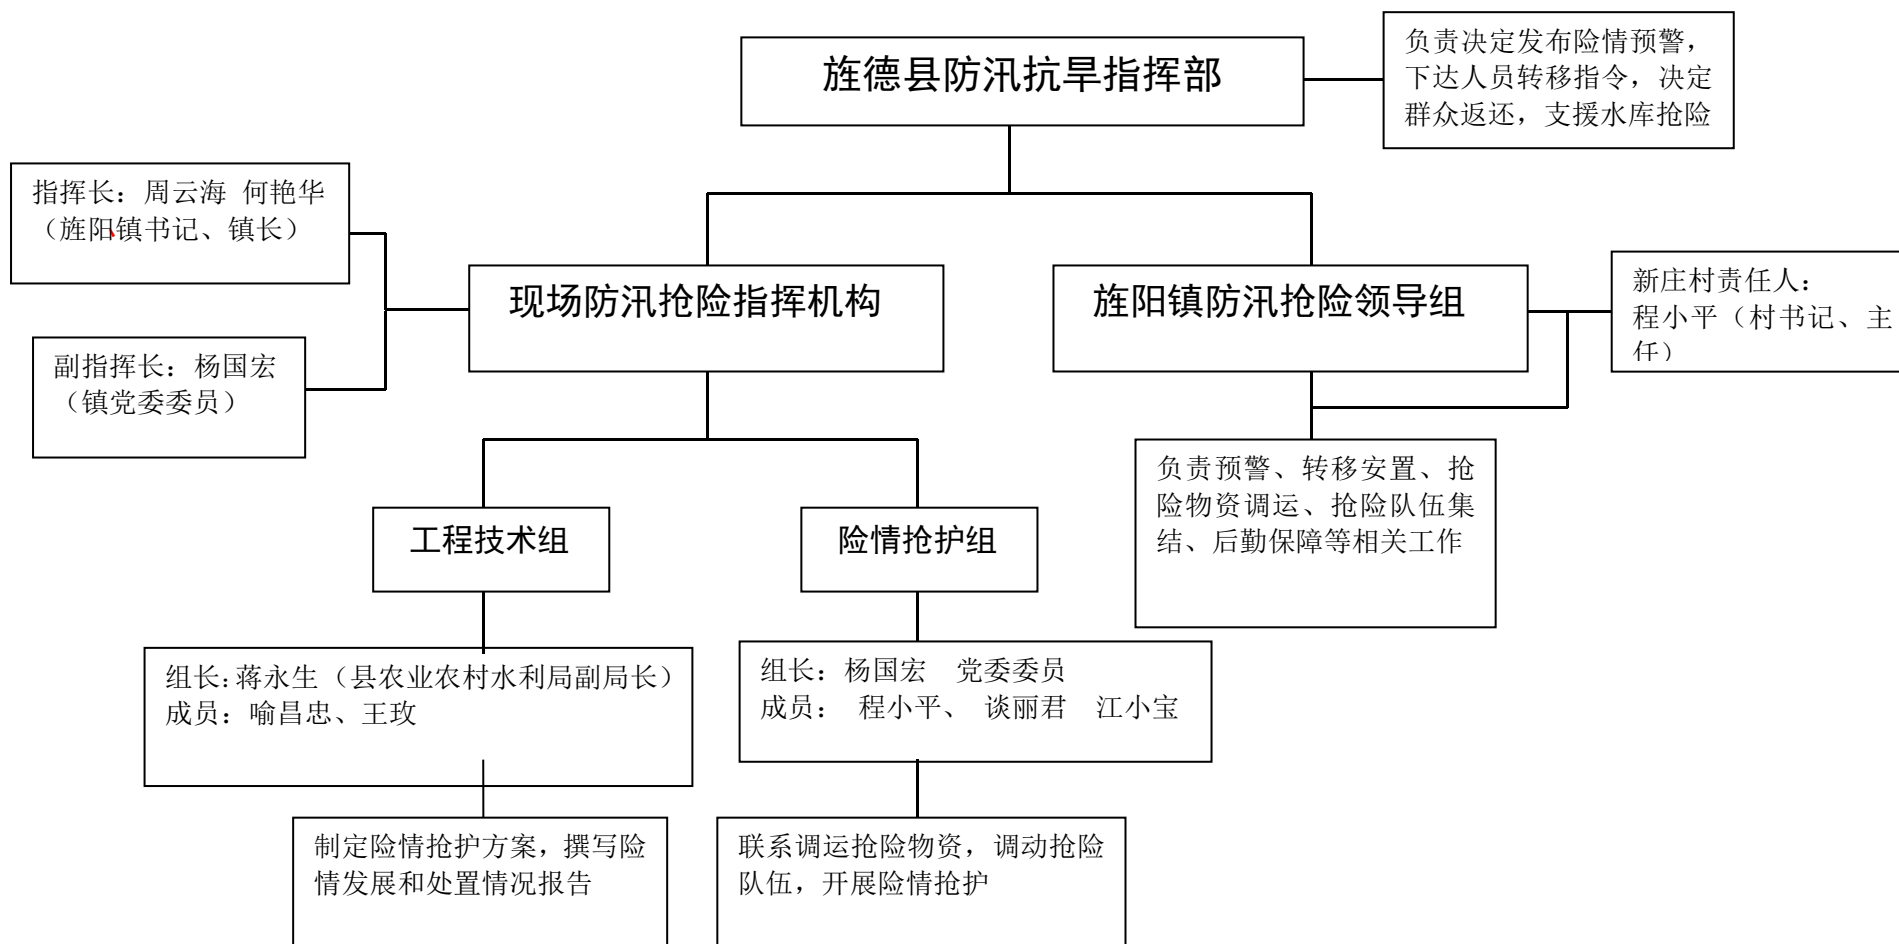 旌德县防汛抗旱指挥部
负责决定发布险情预警，
下达人员转移指令，决定
群众返还，支援水库抢险
指挥长：周云海 何艳华
（旌阳镇书记、镇长）
副指挥长：杨国宏
（镇党委委员）
现场防汛抢险指挥机构
旌阳镇防汛抢险领导组
新庄村责任人：
程小平（村书记、主
任）
负责预警、转移安置、抢
险物资调运、抢险队伍集
结、后勤保障等相关工作
工程技术组
险情抢护组
组长：蒋永生（县农业农村水利局副局长）
成员：喻昌忠、王玫
组长：杨国宏 党委委员
成员： 程小平、 谈丽君 江小宝
制定险情抢护方案，撰写险
情发展和处置情况报告
联系调运抢险物资，调动抢险
队伍，开展险情抢护